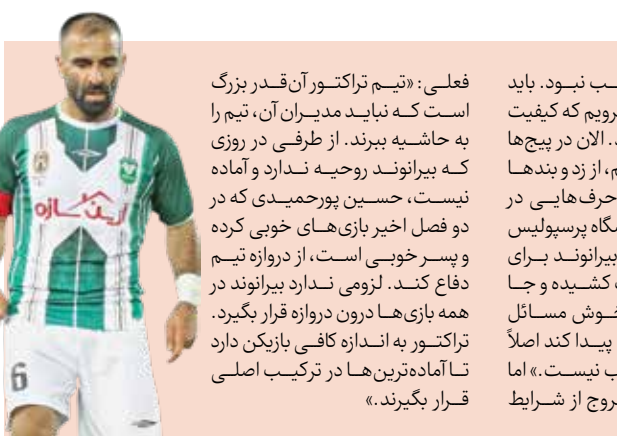 نبود. باید
رویم که کیفیت
الان در پیج‌ها
از زد و بندها
حرف‌هایی در
پرسپولیس
بیرانوند برای
کشیده و جا
مسائل
پیدا کند اصلاً
نیست.» اما
از شرایط
فعلی: «تیم تراکتور آن‌قدر بزرگ
است که نباید مدیران آن، تیم را
به حاشیه ببرند. از طرفی در روزی
که بیرانوند روحیه ندارد و آماده
نیست، حسین پورحمیدی که در
دو فصل اخیر بازی‌های خوبی کرده
و پسر خوبی است، از دروازه تیم
دفاع کند. لزومی ندارد بیرانوند در
همه بازی‌ها درون دروازه قرار بگیرد.
تراکتور به اندازه کافی بازیکن دارد
تا آماده‌ترین‌ها در ترکیب اصلی
قرار بگیرند.»
آرین سازه
6